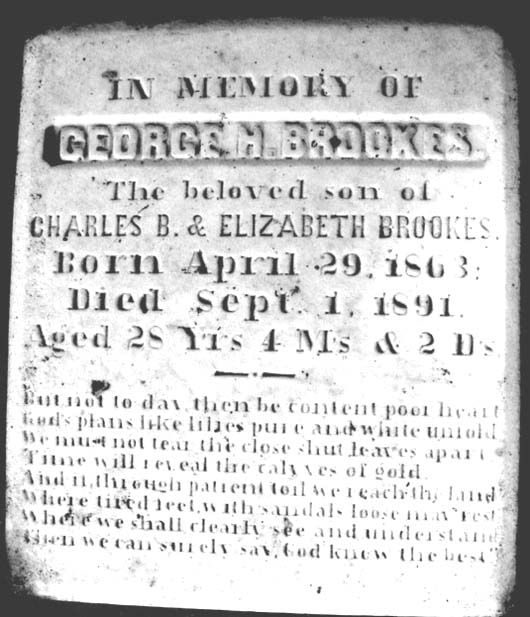 IN MEMORY OF
GEORGE H. BROOKES.
The beloved son of
CHARLES B. & ELIZABETH BROOKES.
Born April 29, 1863;
Died Sept. 1, 1891.
Aged 28 Yrs 4 Ms & 2 Ds
But not to day, then be content poor heart
God's plans like lilies pure and white unfold
We must not tear the close shut leaves apart
Time will reveal the calyxes of gold.
And if, through patient toil we reach the land
Where tired feet, with sandals loose may rest
Where we shall clearly see and understand
Then we can surely say, God knew the best"